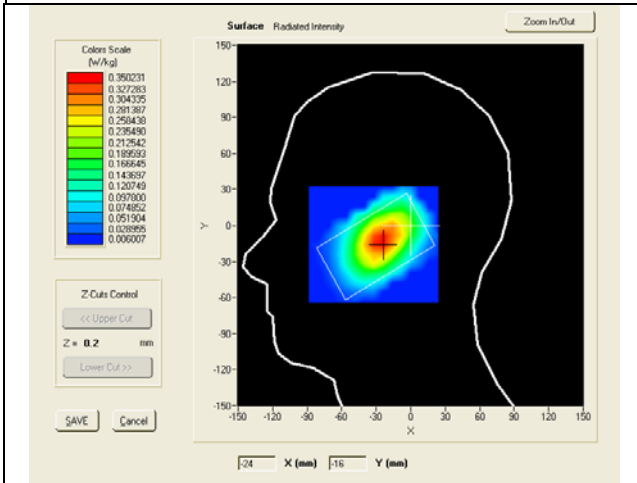 Surface Radiated Intensity
Zoom In/Out
Colors Scale
(W/kg)
0.350231
0.327283
0.304335
0.281387
0.258438
0.235490
0.212542
0.189593
0.166645
0.143697
0.120749
0.097800
0.074852
0.051904
0.028955
0.006007
Z-Cuts Control
<< Upper Cut
Z = 0.2 mm
Lower Cut >>
SAVE Cancel
150
120
90
60
30
0
-30
-60
-90
-120
-150
Y
-150 -120 -90 -60 -30 0 30 60 90 120 150
X
-24 X (mm) -16 Y (mm)